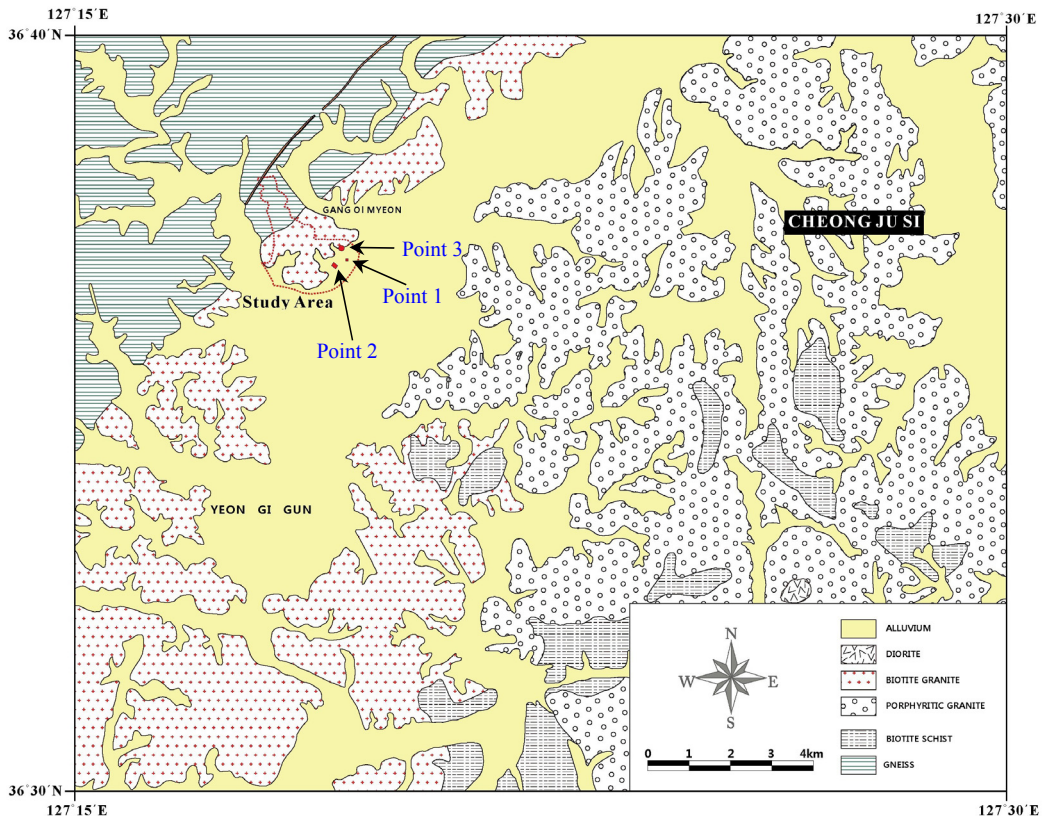 127°15´E
127°30´E
36°40´N
GANG OI MYEON
CHEONG JU SI
Point 3
Point 1
Study Area
Point 2
YEON GI GUN
N
W
E
S
0 1 2 3 4km
ALLUVIUM
DIORITE
BIOTITE GRANITE
PORPHYRITIC GRANITE
BIOTITE SCHIST
GNEISS
36°30´N
127°15´E
127°30´E